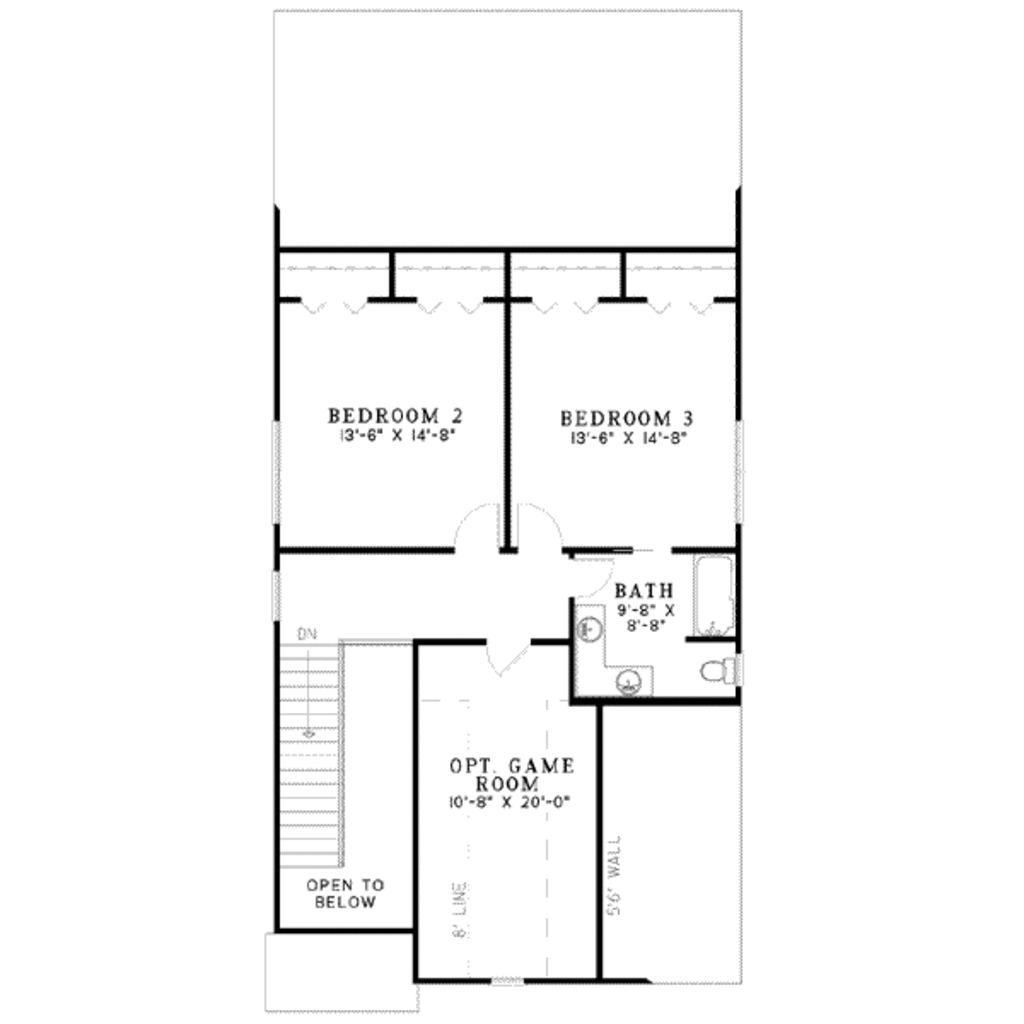 BEDROOM 2
13'-6" X 14'-8"
BEDROOM 3
13'-6" X 14'-8"
BATH
9'-8" X
8'-8"
DN
OPT. GAME
ROOM
10'-8" X 20'-0"
OPEN TO
BELOW
8' LINE
5'6" WALL